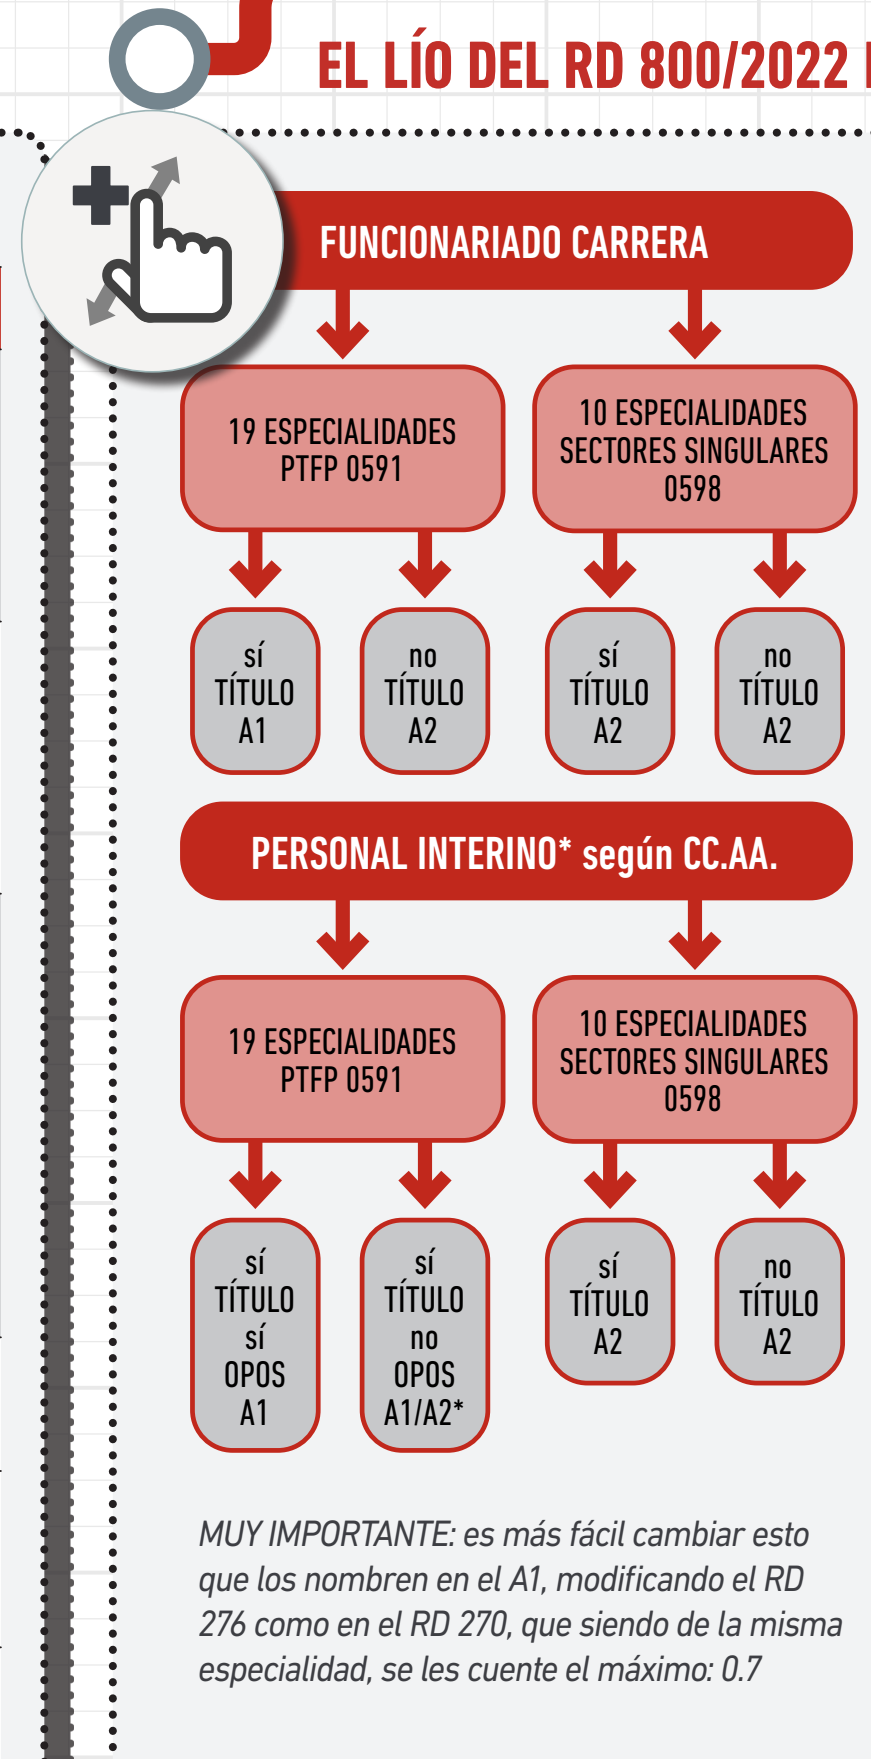 EL LÍO DEL RD 800/2022
FUNCIONARIADO CARRERA
19 ESPECIALIDADES
PTFP 0591
10 ESPECIALIDADES
SECTORES SINGULARES
0598
sí
TÍTULO
A1
no
TÍTULO
A2
sí
TÍTULO
A2
no
TÍTULO
A2
PERSONAL INTERINO* según CC.AA.
19 ESPECIALIDADES
PTFP 0591
10 ESPECIALIDADES
SECTORES SINGULARES
0598
sí
TÍTULO
sí
OPOS
A1
sí
TÍTULO
no
OPOS
A1/A2*
sí
TÍTULO
A2
no
TÍTULO
A2
MUY IMPORTANTE: es más fácil cambiar esto
que los nombren en el A1, modificando el RD
276 como en el RD 270, que siendo de la misma
especialidad, se les cuente el máximo: 0.7